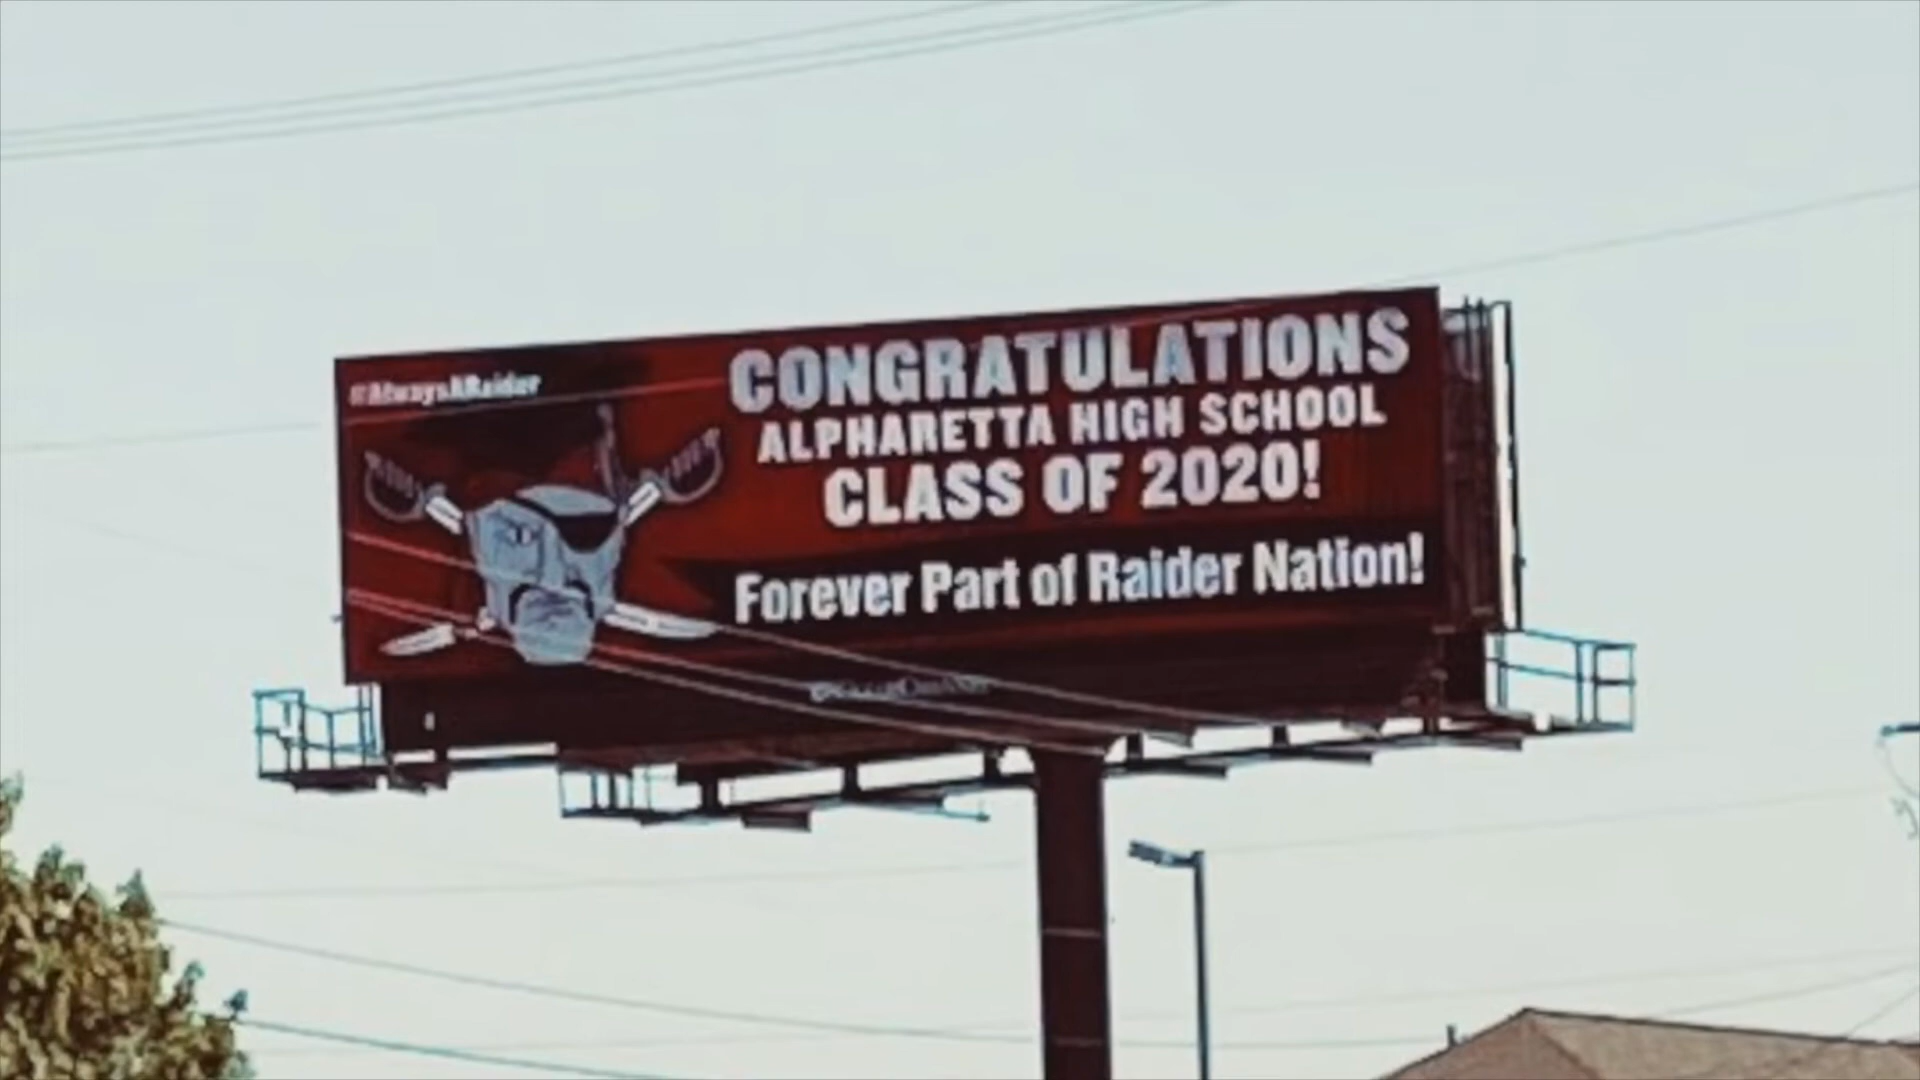 #AlwaysARaider
CONGRATULATIONS
ALPHARETTA HIGH SCHOOL
CLASS OF 2020!
Forever Part of Raider Nation!